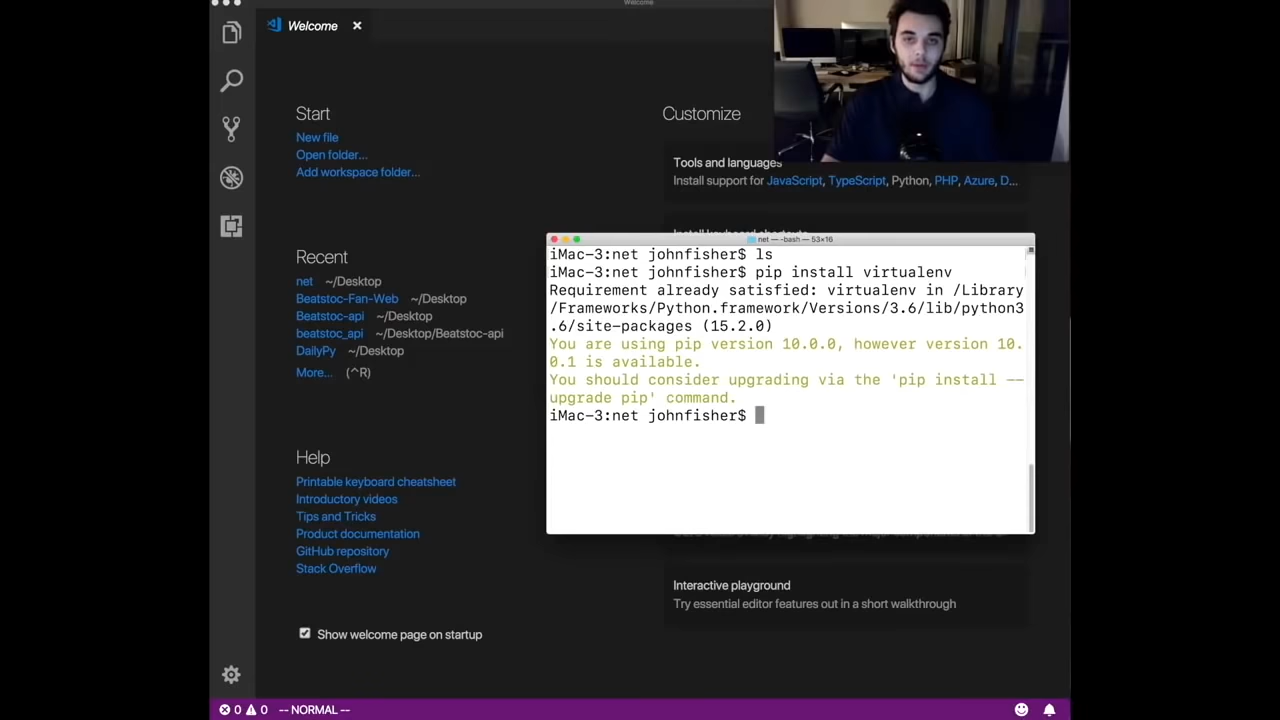 Welcome
Welcome
Start
New file
Open folder...
Add workspace folder...
Recent
net ~/Desktop
Beatstoc-Fan-Web ~/Desktop
Beatstoc-api ~/Desktop
beatstoc_api ~/Desktop/Beatstoc-api
DailyPy ~/Desktop
More... (^R)
Help
Printable keyboard cheatsheet
Introductory videos
Tips and Tricks
Product documentation
GitHub repository
Stack Overflow
Show welcome page on startup
Customize
Tools and languages
Install support for JavaScript, TypeScript, Python, PHP, Azure, D...
net — -bash — 53×16
iMac-3:net johnfisher$ ls
iMac-3:net johnfisher$ pip install virtualenv
Requirement already satisfied: virtualenv in /Library
/Frameworks/Python.framework/Versions/3.6/lib/python3
.6/site-packages (15.2.0)
You are using pip version 10.0.0, however version 10.
0.1 is available.
You should consider upgrading via the 'pip install --
upgrade pip' command.
iMac-3:net johnfisher$
Interactive playground
Try essential editor features out in a short walkthrough
0 0 -- NORMAL --